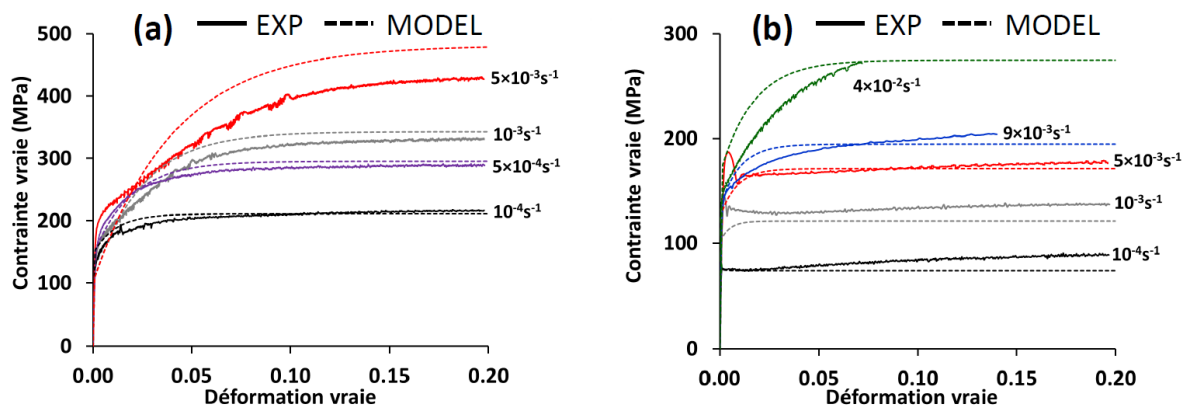 (a) EXP MODEL
Contrainte vraie (MPa)
500
400
300
200
100
0
5×10⁻³s⁻¹
10⁻³s⁻¹
5×10⁻⁴s⁻¹
10⁻⁴s⁻¹
0.00 0.05 0.10 0.15 0.20
Déformation vraie
(b) EXP MODEL
Contrainte vraie (MPa)
300
200
100
0
4×10⁻²s⁻¹
9×10⁻³s⁻¹
5×10⁻³s⁻¹
10⁻³s⁻¹
10⁻⁴s⁻¹
0.00 0.05 0.10 0.15 0.20
Déformation vraie